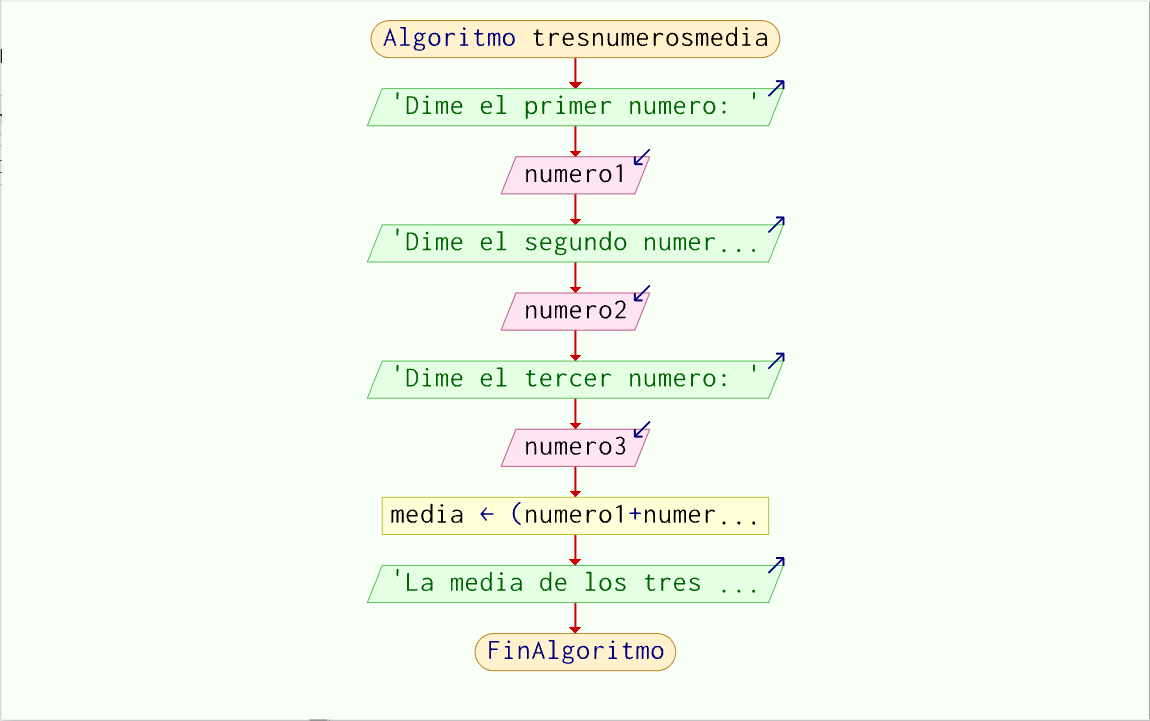 Algoritmo tresnumerosmedia
'Dime el primer numero: '
numero1
'Dime el segundo numer...
numero2
'Dime el tercer numero: '
numero3
media ← (numero1+numer...
'La media de los tres ...
FinAlgoritmo